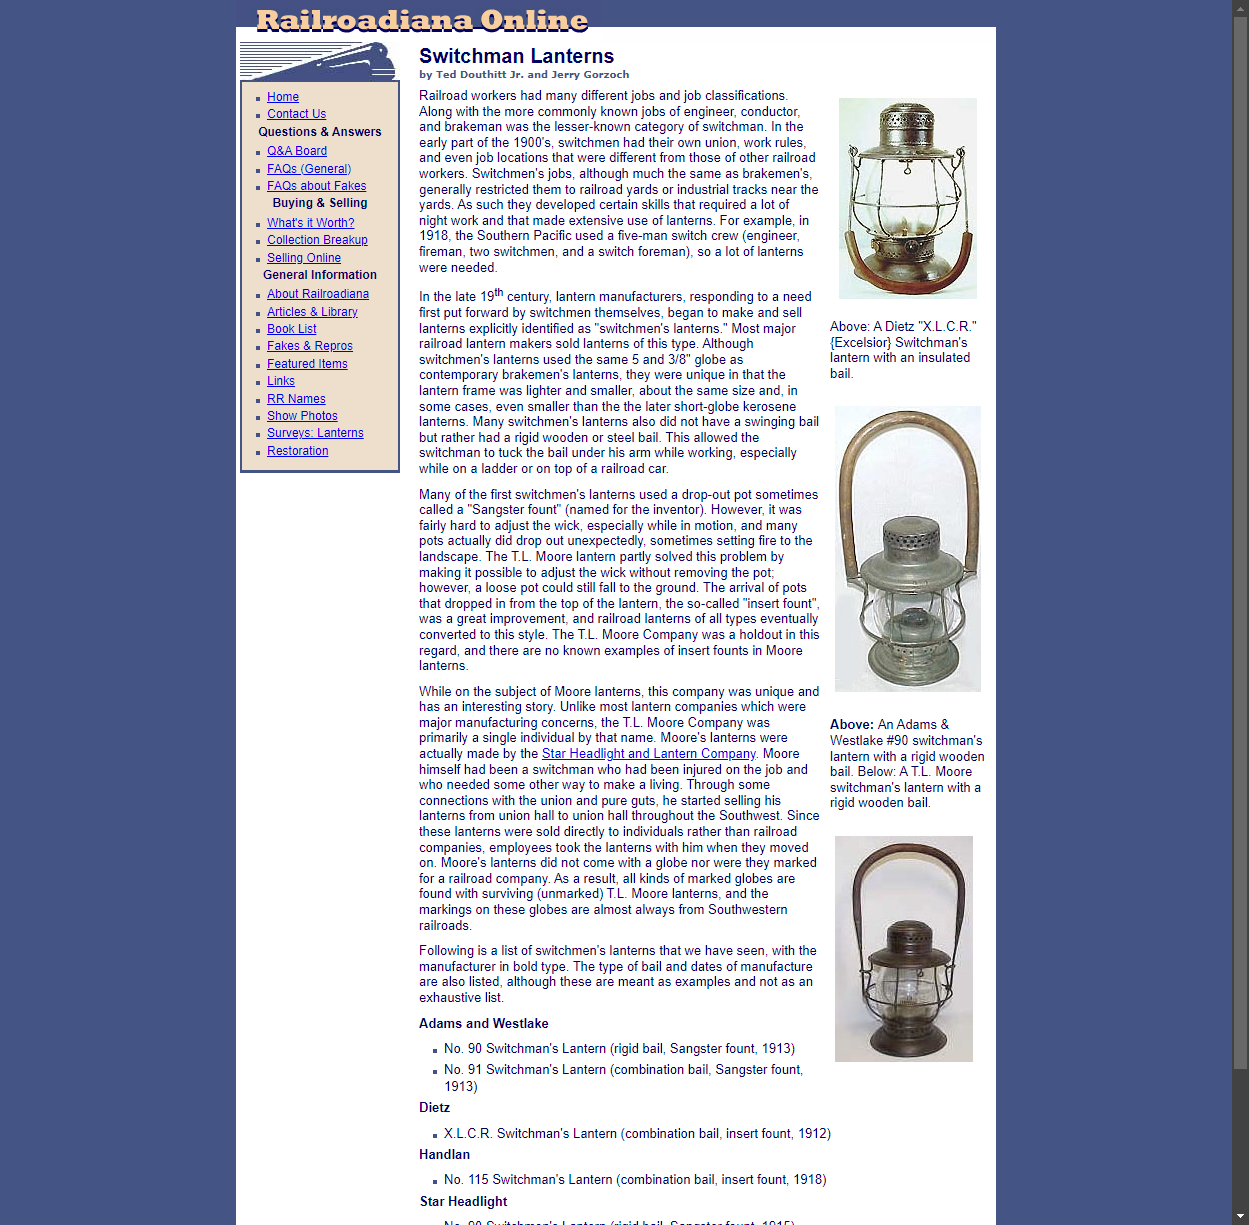 Railroadiana Online
Home
Contact Us
Questions & Answers
Q&A Board
FAQs (General)
FAQs about Fakes
Buying & Selling
What's it Worth?
Collection Breakup
Selling Online
General Information
About Railroadiana
Articles & Library
Book List
Fakes & Repros
Featured Items
Links
RR Names
Show Photos
Surveys: Lanterns
Restoration
Switchman Lanterns
by Ted Douthitt Jr. and Jerry Gorzoch
Railroad workers had many different jobs and job classifications.
Along with the more commonly known jobs of engineer, conductor,
and brakeman was the lesser-known category of switchman. In the
early part of the 1900's, switchmen had their own union, work rules,
and even job locations that were different from those of other railroad
workers. Switchmen's jobs, although much the same as brakemen's,
generally restricted them to railroad yards or industrial tracks near the
yards. As such they developed certain skills that required a lot of
night work and that made extensive use of lanterns. For example, in
1918, the Southern Pacific used a five-man switch crew (engineer,
fireman, two switchmen, and a switch foreman), so a lot of lanterns
were needed.
In the late 19th century, lantern manufacturers, responding to a need
first put forward by switchmen themselves, began to make and sell
lanterns explicitly identified as "switchmen's lanterns." Most major
railroad lantern makers sold lanterns of this type. Although
switchmen's lanterns used the same 5 and 3/8" globe as
contemporary brakemen's lanterns, they were unique in that the
lantern frame was lighter and smaller, about the same size and, in
some cases, even smaller than the the later short-globe kerosene
lanterns. Many switchmen's lanterns also did not have a swinging bail
but rather had a rigid wooden or steel bail. This allowed the
switchman to tuck the bail under his arm while working, especially
while on a ladder or on top of a railroad car.
Many of the first switchmen's lanterns used a drop-out pot sometimes
called a "Sangster fount" (named for the inventor). However, it was
fairly hard to adjust the wick, especially while in motion, and many
pots actually did drop out unexpectedly, sometimes setting fire to the
landscape. The T.L. Moore lantern partly solved this problem by
making it possible to adjust the wick without removing the pot;
however, a loose pot could still fall to the ground. The arrival of pots
that dropped in from the top of the lantern, the so-called "insert fount",
was a great improvement, and railroad lanterns of all types eventually
converted to this style. The T.L. Moore Company was a holdout in this
regard, and there are no known examples of insert founts in Moore
lanterns.
While on the subject of Moore lanterns, this company was unique and
has an interesting story. Unlike most lantern companies which were
major manufacturing concerns, the T.L. Moore Company was
primarily a single individual by that name. Moore's lanterns were
actually made by the Star Headlight and Lantern Company. Moore
himself had been a switchman who had been injured on the job and
who needed some other way to make a living. Through some
connections with the union and pure guts, he started selling his
lanterns from union hall to union hall throughout the Southwest. Since
these lanterns were sold directly to individuals rather than railroad
companies, employees took the lanterns with him when they moved
on. Moore's lanterns did not come with a globe nor were they marked
for a railroad company. As a result, all kinds of marked globes are
found with surviving (unmarked) T.L. Moore lanterns, and the
markings on these globes are almost always from Southwestern
railroads.
Following is a list of switchmen's lanterns that we have seen, with the
manufacturer in bold type. The type of bail and dates of manufacture
are also listed, although these are meant as examples and not as an
exhaustive list.
Adams and Westlake
No. 90 Switchman's Lantern (rigid bail, Sangster fount, 1913)
No. 91 Switchman's Lantern (combination bail, Sangster fount,
1913)
Dietz
X.L.C.R. Switchman's Lantern (combination bail, insert fount, 1912)
Handlan
No. 115 Switchman's Lantern (combination bail, insert fount, 1918)
Star Headlight
No. 90 Switchman's Lantern (rigid bail, Sangster fount, 1915)
Above: A Dietz "X.L.C.R."
{Excelsior} Switchman's
lantern with an insulated
bail.
Above: An Adams &
Westlake #90 switchman's
lantern with a rigid wooden
bail. Below: A T.L. Moore
switchman's lantern with a
rigid wooden bail.